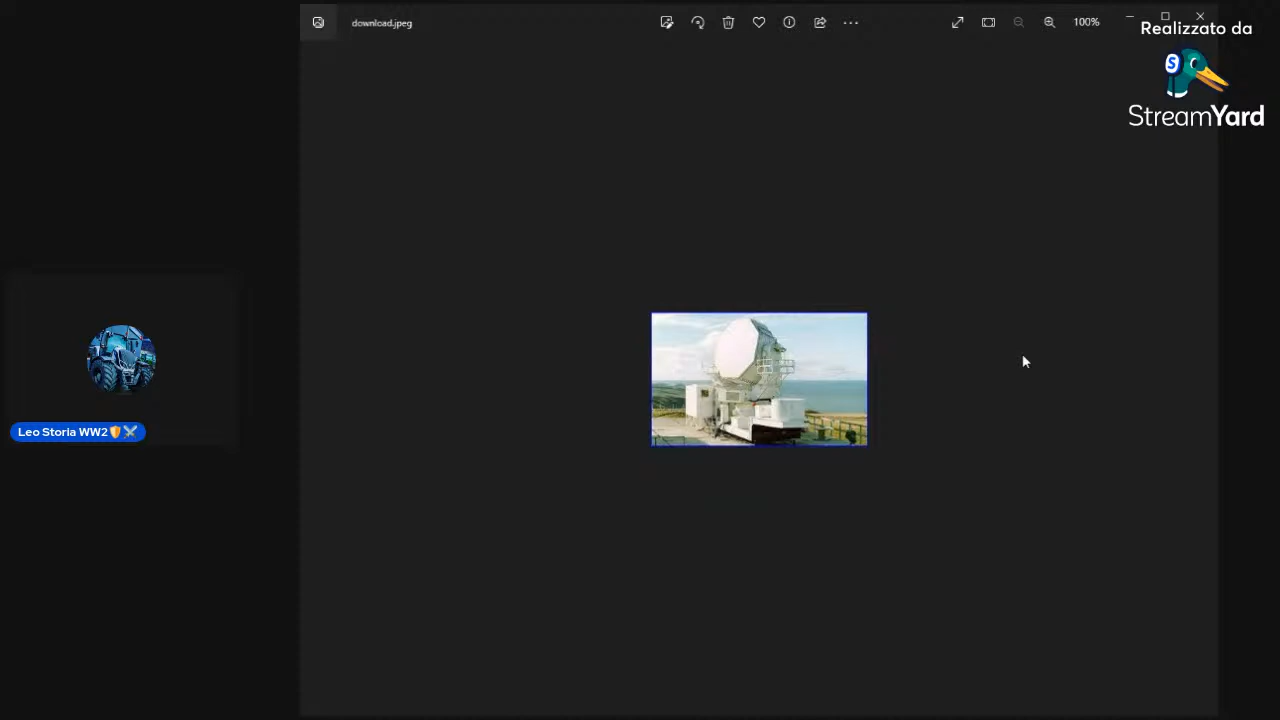 download.jpeg
100%
Realizzato da
S
StreamYard
Leo Storia WW2🛡️⚔️